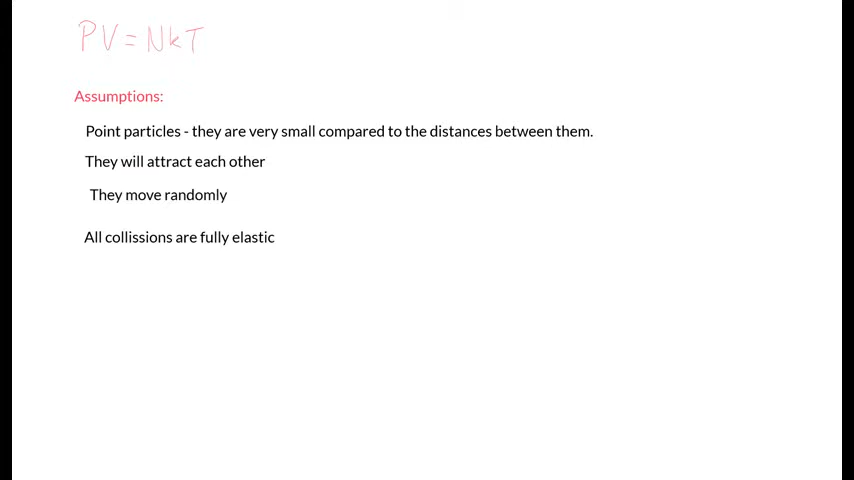 PV = NkT
Assumptions:
Point particles - they are very small compared to the distances between them.
They will attract each other
They move randomly
All collissions are fully elastic